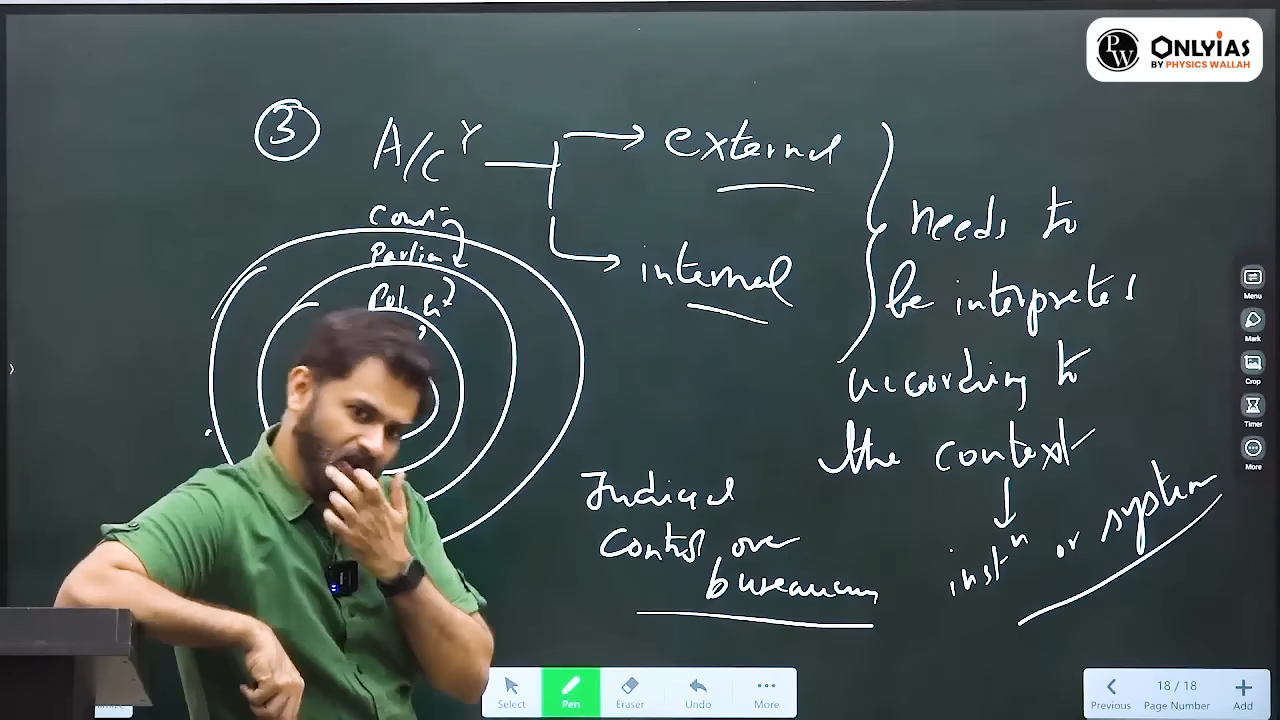 PW ONLYIAS
BY PHYSICS WALLAH
3 A/Cy
external
internal
needs to
be interpreted
according to
the context
instn or system
Parliam
Judicial
Control over
bureaucracy
Menu
Mark
Crop
Timer
More
Select
Pen
Eraser
Undo
More
Previous
18 / 18
Page Number
Add